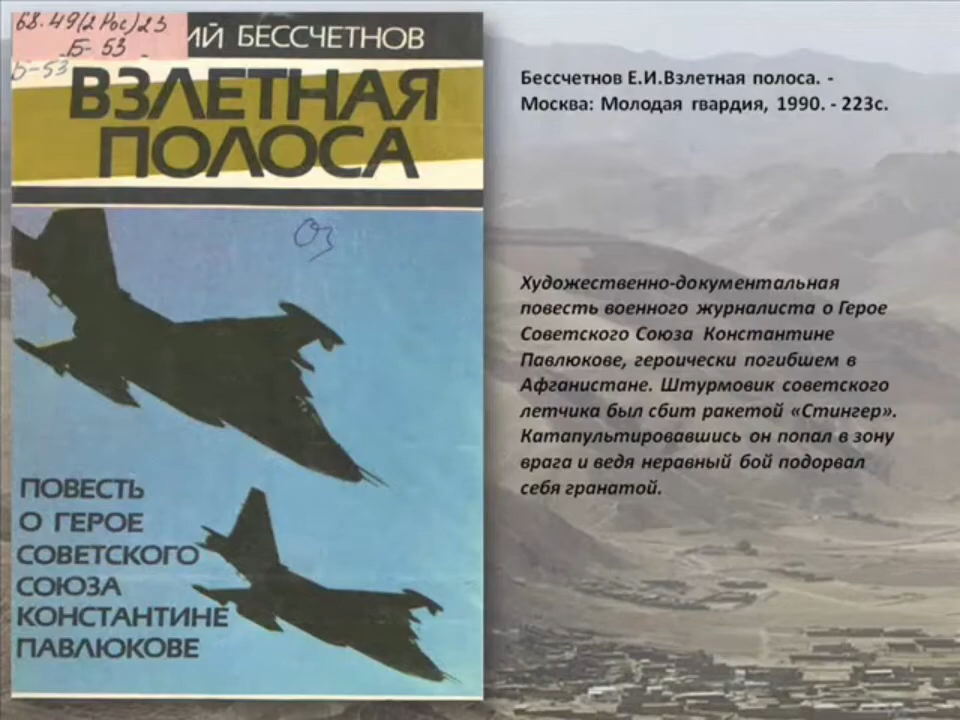 68.49(2Рос)23
Б-53
Б-53
ИЙ БЕССЧЕТНОВ
ВЗЛЕТНАЯ
ПОЛОСА
ПОВЕСТЬ
О ГЕРОЕ
СОВЕТСКОГО
СОЮЗА
КОНСТАНТИНЕ
ПАВЛЮКОВЕ
Бессчетнов Е.И.Взлетная полоса. -
Москва: Молодая гвардия, 1990. - 223с.
Художественно-документальная
повесть военного журналиста о Герое
Советского Союза Константине
Павлюкове, героически погибшем в
Афганистане. Штурмовик советского
летчика был сбит ракетой «Стингер».
Катапультировавшись он попал в зону
врага и ведя неравный бой подорвал
себя гранатой.